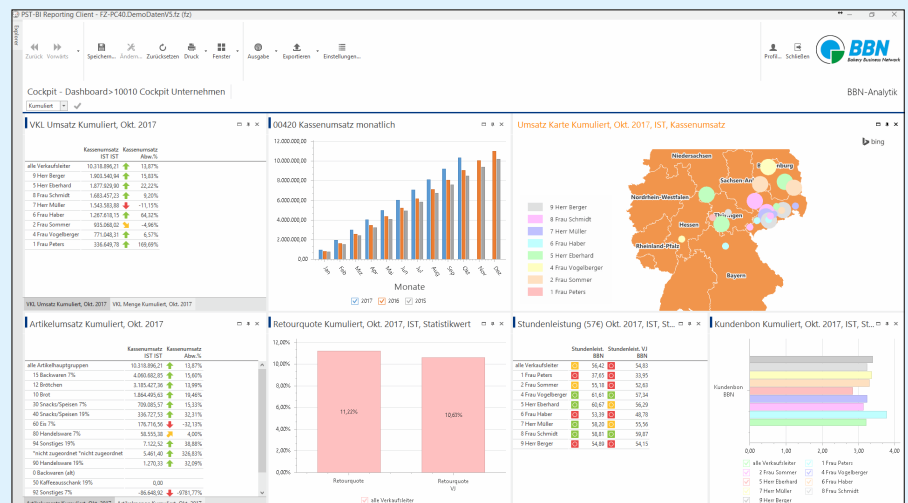 PST-BI Reporting Client - FZ-PC40.DemoDatenV5.fz (fz)
Explorer
Zurück Vorwärts Speichern... Ändern... Zurücksetzen Druck Fenster Ausgabe Exportieren Einstellungen... Profil... Schließen
BBN
Bakery Business Network
Cockpit - Dashboard>10010 Cockpit Unternehmen
BBN-Analytik
Kumuliert
VKL Umsatz Kumuliert, Okt. 2017
Kassenumsatz Kassenumsatz
IST IST Abw.%
alle Verkaufsleiter 10.318.896,21 13,87%
9 Herr Berger 1.903.540,94 15,83%
5 Herr Eberhard 1.877.929,90 22,22%
8 Frau Schmidt 1.683.457,23 9,20%
7 Herr Müller 1.543.583,88 -11,15%
6 Frau Haber 1.267.618,15 64,32%
2 Frau Sommer 935.068,02 -4,96%
4 Frau Vogelberger 771.048,31 6,57%
1 Frau Peters 336.649,78 169,69%
VKL Umsatz Kumuliert, Okt. 2017 VKL Menge Kumuliert, Okt. 2017
00420 Kassenumsatz monatlich
12.000.000,00
10.000.000,00
8.000.000,00
6.000.000,00
4.000.000,00
2.000.000,00
0,00
Jan Feb Mrz Apr Mai Jun Jul Aug Sep Okt Nov Dez
Monate
2017 2016 2015
Umsatz Karte Kumuliert, Okt. 2017, IST, Kassenumsatz
bing
9 Herr Berger
8 Frau Schmidt
7 Herr Müller
6 Frau Haber
5 Herr Eberhard
4 Frau Vogelberger
2 Frau Sommer
1 Frau Peters
Niedersachsen
Sachsen-An
Nordrhein-Westfalen
Thüringen
Hessen
Rheinland-Pfalz
Bayern
Artikelumsatz Kumuliert, Okt. 2017
Kassenumsatz Kassenumsatz
IST IST Abw.%
alle Artikelhauptgruppen 10.318.896,21 13,87%
15 Backwaren 7% 4.060.682,85 15,60%
12 Brötchen 3.185.427,36 13,99%
10 Brot 1.864.495,63 19,46%
30 Snacks/Speisen 7% 709.085,57 15,33%
40 Snacks/Speisen 19% 336.727,53 32,31%
60 Eis 7% 176.716,56 -32,13%
80 Handelsware 7% 58.555,38 4,00%
94 Sonstiges 19% 7.122,52 38,88%
*nicht zugeordnet *nicht zugeordnet 5.461,40 326,83%
90 Handelsware 19% 1.270,33 32,09%
0 Backwaren (alt)
50 Kaffeeausschank 19% 0,00
92 Sonstiges 7% -86.648,92 -9781,77%
Retourquote Kumuliert, Okt. 2017, IST, Statistikwert
12,00%
10,00%
8,00%
6,00%
4,00%
2,00%
0,00%
11,22%
10,63%
Retourquote Retourquote
VJ
alle Verkaufsleiter
Stundenleistung (57€) Okt. 2017, IST, St...
Stundenleist. Stundenleist. VJ
BBN BBN
alle Verkaufsleiter 56,42 54,83
1 Frau Peters 37,65 33,95
2 Frau Sommer 55,18 52,63
4 Frau Vogelberger 61,61 57,34
5 Herr Eberhard 60,67 56,29
6 Frau Haber 53,39 48,78
7 Herr Müller 58,20 55,56
8 Frau Schmidt 58,81 59,87
9 Herr Berger 54,89 54,15
Kundenbon Kumuliert, Okt. 2017, IST, St...
Kundenbon
BBN
0,00 1,00 2,00 3,00 4,00
alle Verkaufsleiter 1 Frau Peters
2 Frau Sommer 4 Frau Vogelberger
5 Herr Eberhard 6 Frau Haber
7 Herr Müller 8 Frau Schmidt
9 Herr Berger